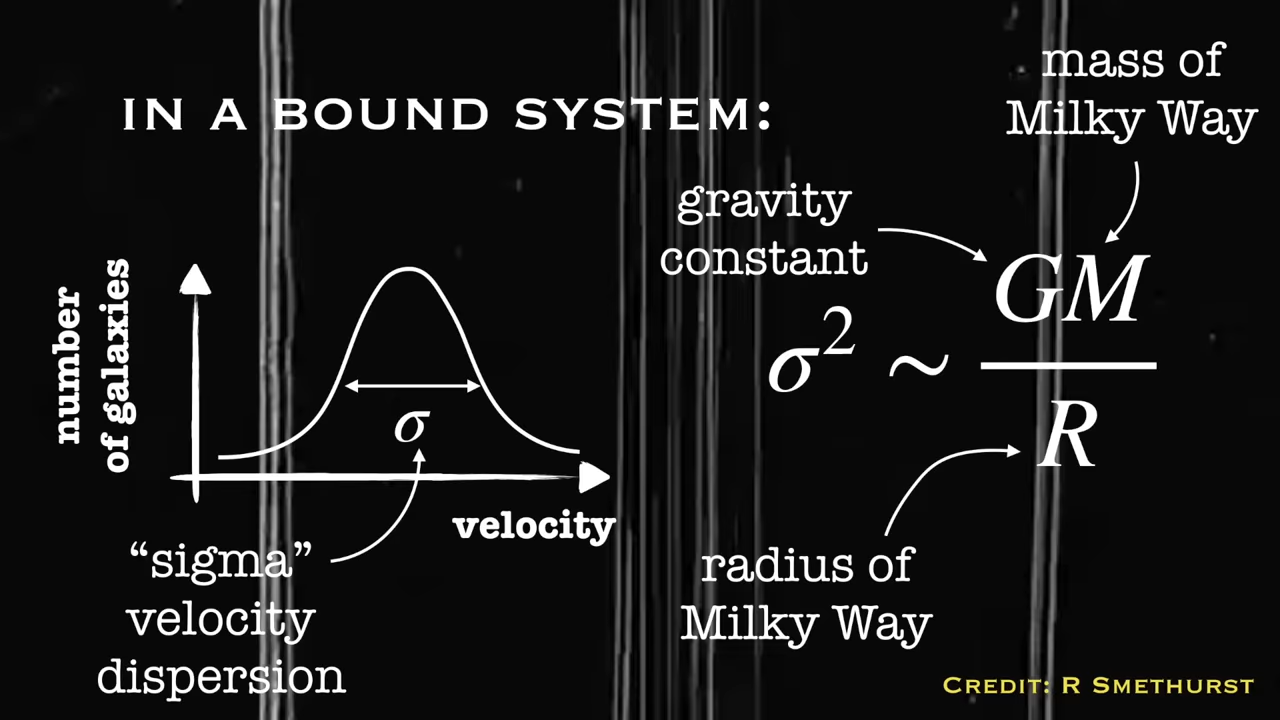 IN A BOUND SYSTEM:
number
of galaxies
σ
velocity
“sigma”
velocity
dispersion
mass of
Milky Way
gravity
constant
σ² ~ GM
R
radius of
Milky Way
CREDIT: R SMETHURST